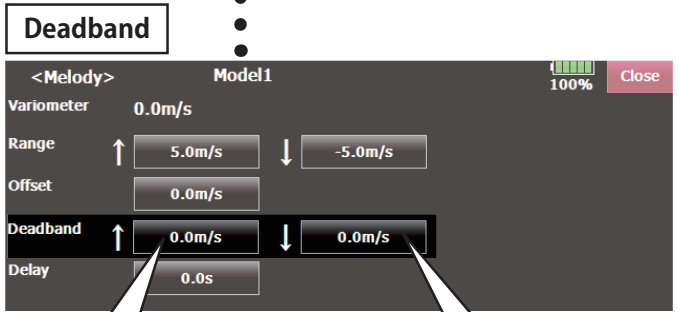 Deadband
<Melody> Model1 100% Close
Variometer 0.0m/s
Range ↑ 5.0m/s ↓ -5.0m/s
Offset 0.0m/s
Deadband ↑ 0.0m/s ↓ 0.0m/s
Delay 0.0s